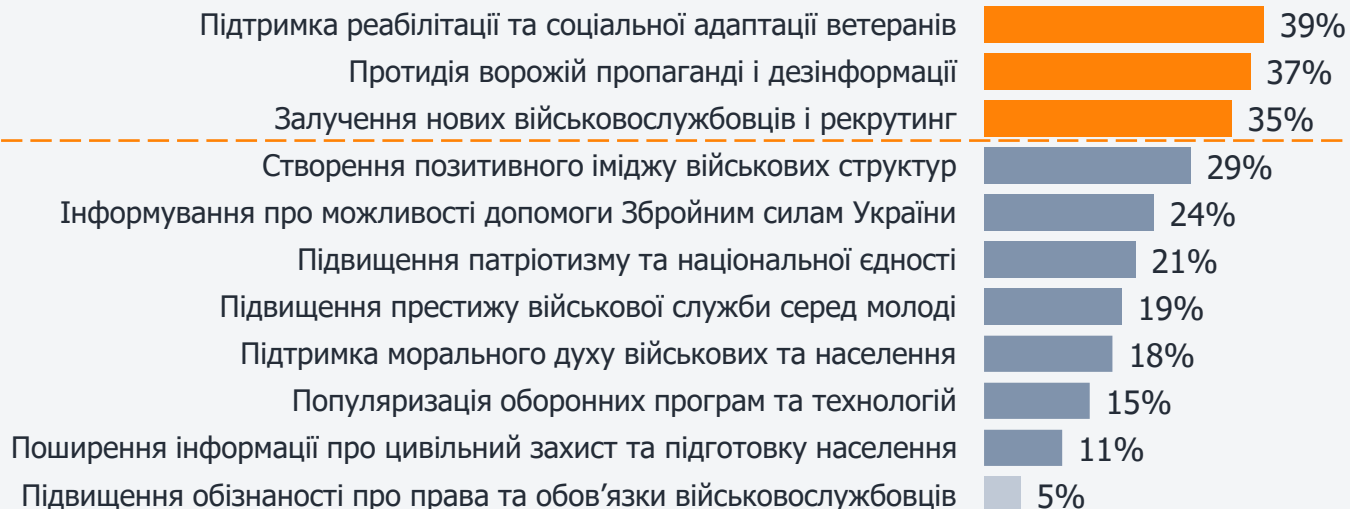 Підтримка реабілітації та соціальної адаптації ветеранів 39%
Протидія ворожій пропаганді і дезінформації 37%
Залучення нових військовослужбовців і рекрутинг 35%
Створення позитивного іміджу військових структур 29%
Інформування про можливості допомоги Збройним силам України 24%
Підвищення патріотизму та національної єдності 21%
Підвищення престижу військової служби серед молоді 19%
Підтримка морального духу військових та населення 18%
Популяризація оборонних програм та технологій 15%
Поширення інформації про цивільний захист та підготовку населення 11%
Підвищення обізнаності про права та обов’язки військовослужбовців 5%